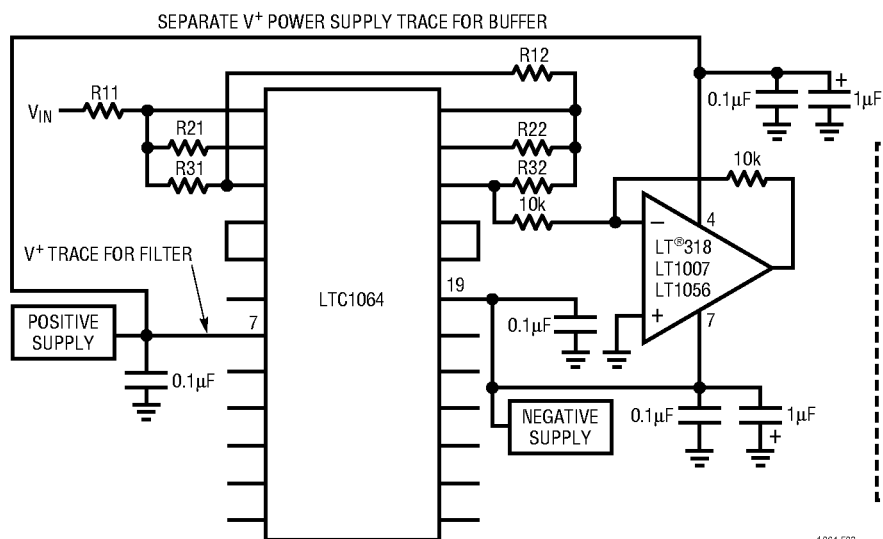 SEPARATE V+ POWER SUPPLY TRACE FOR BUFFER
R12
R11
VIN
0.1µF
+
1µF
R21
R22
R31
R32
10k
10k
–
4
LT®318
LT1007
LT1056
+
7
V+ TRACE FOR FILTER
LTC1064
19
7
POSITIVE
SUPPLY
0.1µF
0.1µF
NEGATIVE
SUPPLY
0.1µF
1µF
+